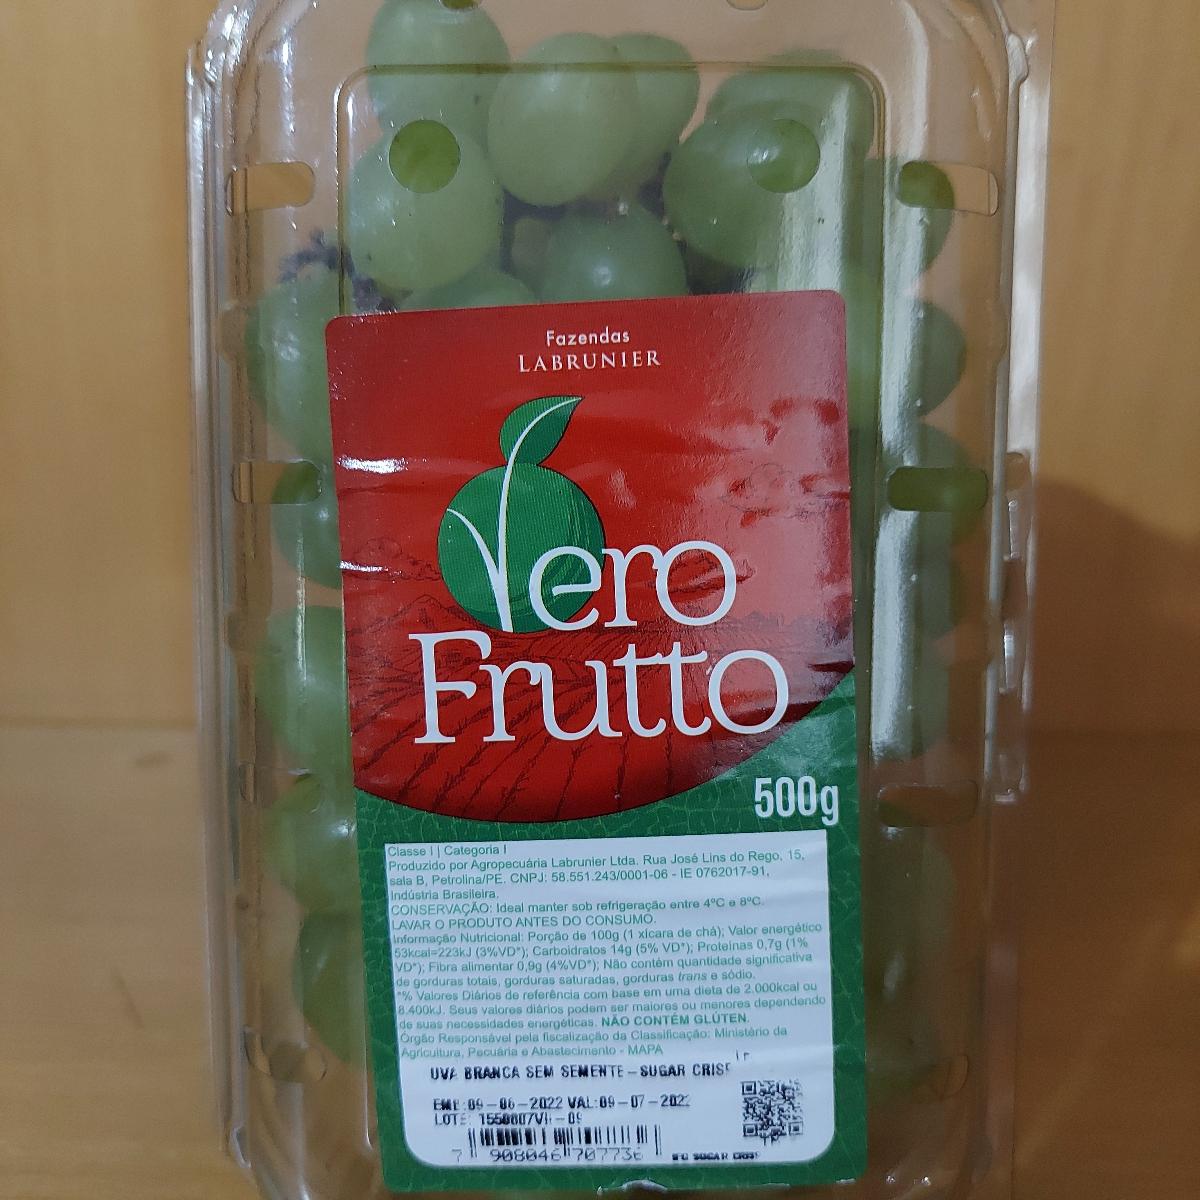 Fazendas
LABRUNIER
Vero
Frutto
500g
Classe I | Categoria I
Produzido por Agropecuária Labrunier Ltda. Rua José Lins do Rego, 15,
sala B, Petrolina/PE. CNPJ: 58.551.243/0001-06 - IE 0762017-91,
Indústria Brasileira.
CONSERVAÇÃO: Ideal manter sob refrigeração entre 4ºC e 8ºC.
LAVAR O PRODUTO ANTES DO CONSUMO.
Informação Nutricional: Porção de 100g (1 xícara de chá); Valor energético
53kcal=223kJ (3%VD*); Carboidratos 14g (5% VD*); Proteínas 0,7g (1%
VD*); Fibra alimentar 0,9g (4%VD*); Não contém quantidade significativa
de gorduras totais, gorduras saturadas, gorduras trans e sódio.
*% Valores Diários de referência com base em uma dieta de 2.000kcal ou
8.400kJ. Seus valores diários podem ser maiores ou menores dependendo
de suas necessidades energéticas. NÃO CONTÉM GLÚTEN.
Órgão Responsável pela fiscalização da Classificação: Ministério da
Agricultura, Pecuária e Abastecimento - MAPA
UVA BRANCA SEM SEMENTE-SUGAR CRISP
EMB:09-06-2022 VAL:09-07-2022
LOTE:
7 908046 707736
SUGAR CRISP